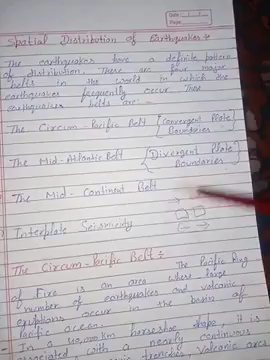 Date
Page
Spatial Distribution of Earthquakes :-
The earthquakes have a definite pattern
of distribution. There are five major
belts in the world in which the
earthquakes frequently occur. These
earthquakes belts are :-
The Circum-Pacific Belt [Convergent Plate
Boundaries
The Mid-Atlantic Belt (Divergent Plate
Boundaries
The Mid-Continent Belt
Interplate Seismicity
The Circum-Pacific Belt :-
The Pacific Ring
of Fire is an area where large
number of earthquakes and volcanic
eruptions occur in the basin of
Pacific ocean.
In a 40,000km horseshoe shape, it is
associated with a nearly continuous
trenches, volcanic arcs